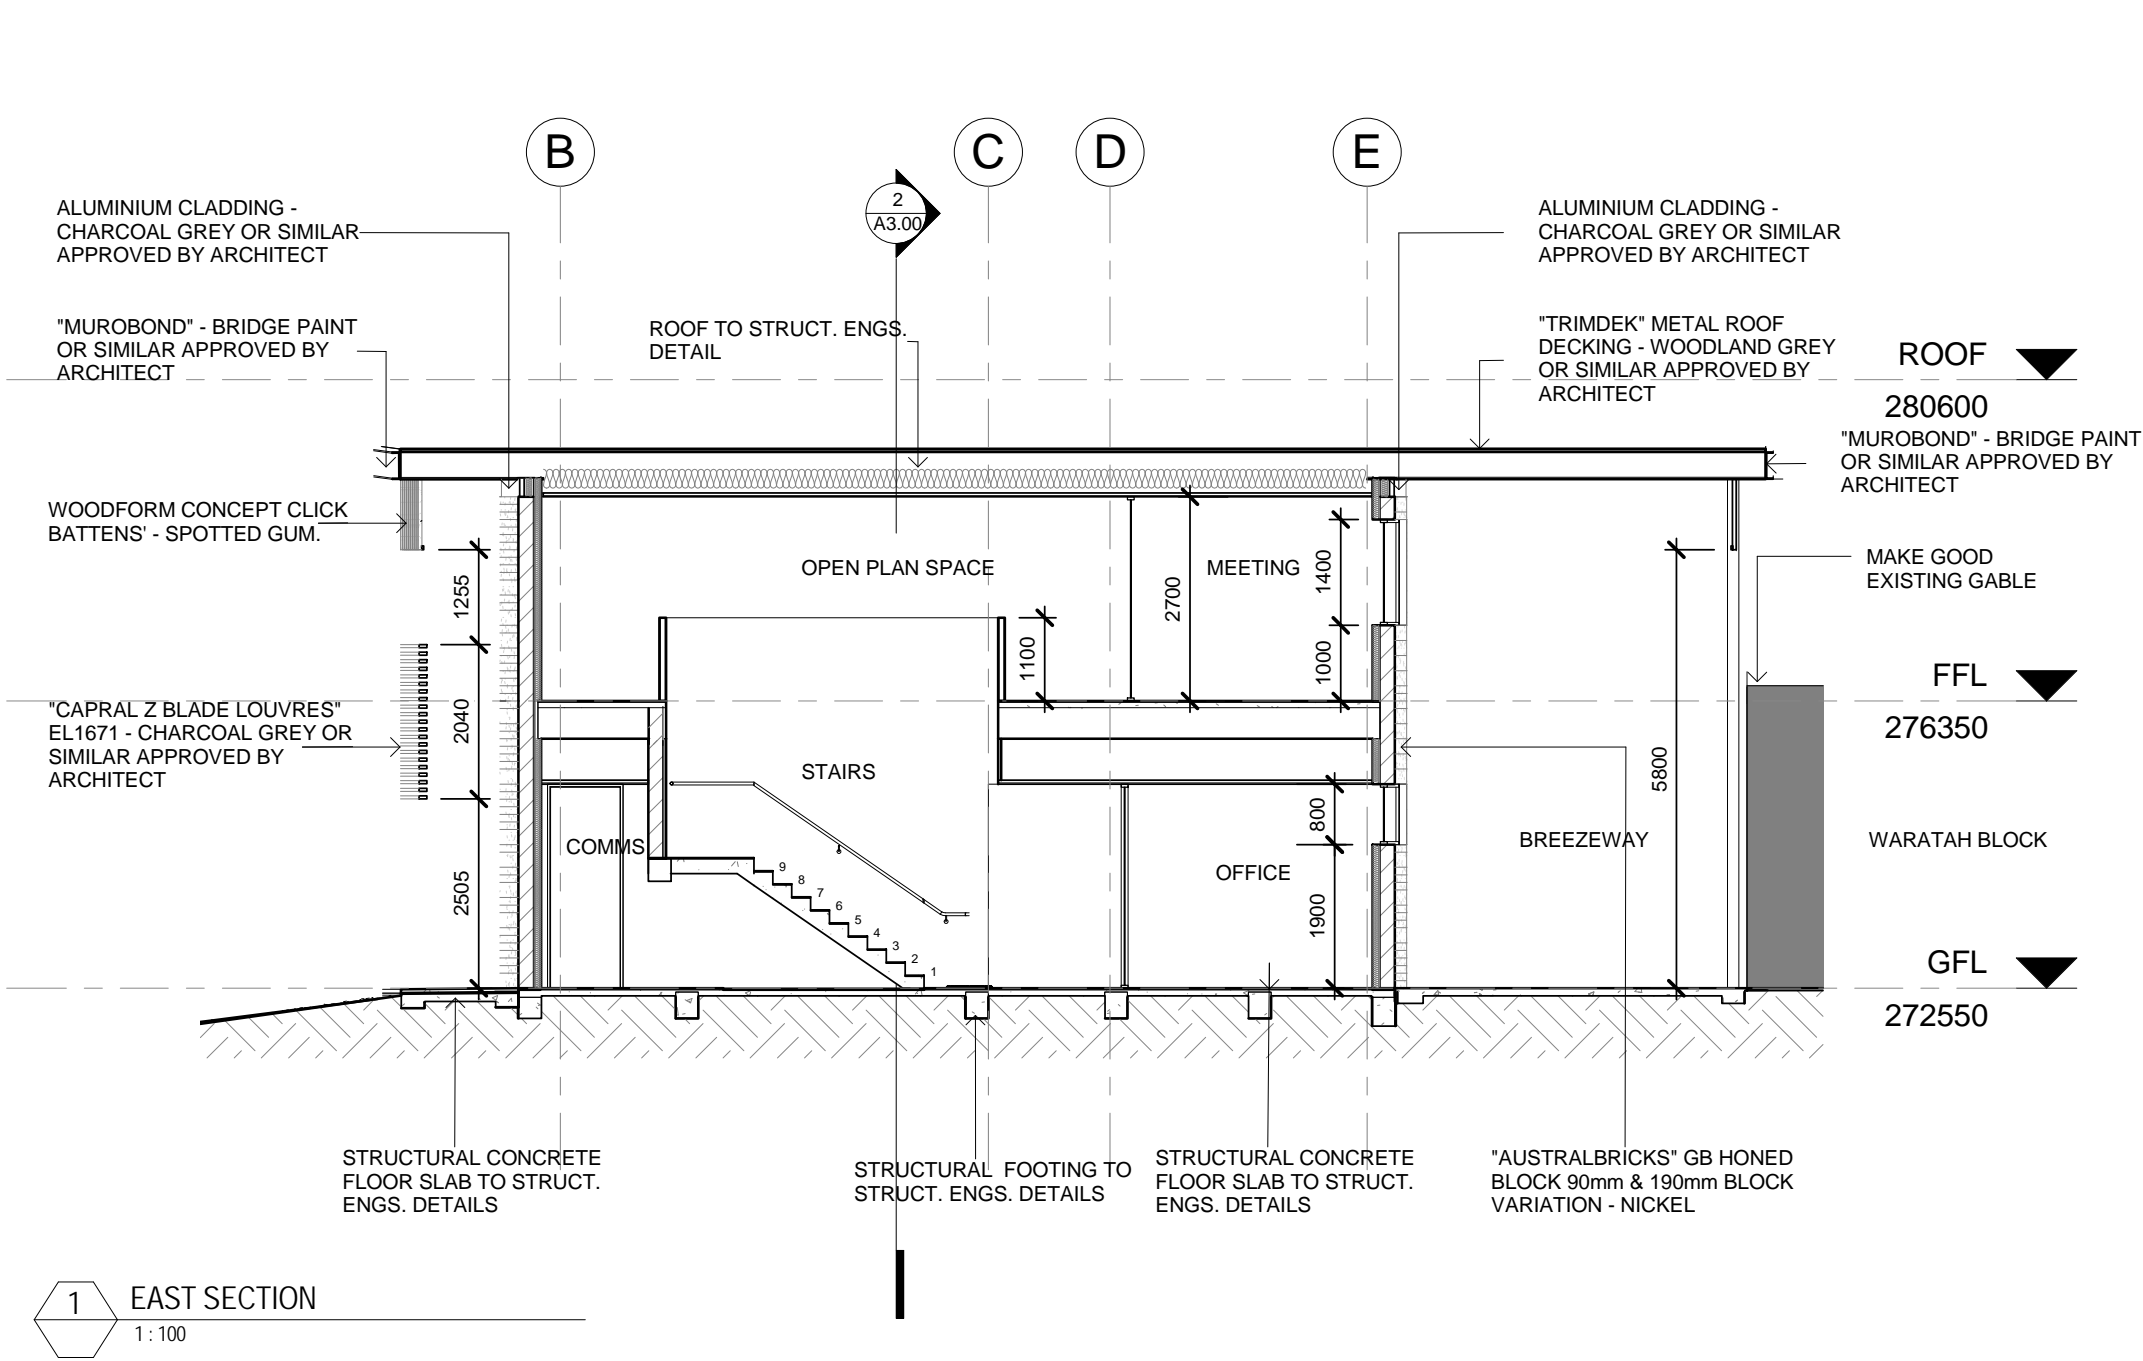 B
C
D
E
2
A3.00
ALUMINIUM CLADDING -
CHARCOAL GREY OR SIMILAR
APPROVED BY ARCHITECT
ALUMINIUM CLADDING -
CHARCOAL GREY OR SIMILAR
APPROVED BY ARCHITECT
"MUROBOND" - BRIDGE PAINT
OR SIMILAR APPROVED BY
ARCHITECT
ROOF TO STRUCT. ENGS.
DETAIL
"TRIMDEK" METAL ROOF
DECKING - WOODLAND GREY
OR SIMILAR APPROVED BY
ARCHITECT
ROOF
280600
"MUROBOND" - BRIDGE PAINT
OR SIMILAR APPROVED BY
ARCHITECT
WOODFORM CONCEPT CLICK
BATTENS' - SPOTTED GUM.
OPEN PLAN SPACE
MEETING
MAKE GOOD
EXISTING GABLE
1255
2040
2505
1100
2700
1400
1000
800
1900
5800
"CAPRAL Z BLADE LOUVRES"
EL1671 - CHARCOAL GREY OR
SIMILAR APPROVED BY
ARCHITECT
FFL
276350
STAIRS
COMMS
OFFICE
BREEZEWAY
WARATAH BLOCK
9
8
7
6
5
4
3
2
1
GFL
272550
STRUCTURAL CONCRETE
FLOOR SLAB TO STRUCT.
ENGS. DETAILS
STRUCTURAL FOOTING TO
STRUCT. ENGS. DETAILS
STRUCTURAL CONCRETE
FLOOR SLAB TO STRUCT.
ENGS. DETAILS
"AUSTRALBRICKS" GB HONED
BLOCK 90mm & 190mm BLOCK
VARIATION - NICKEL
1
EAST SECTION
1 : 100